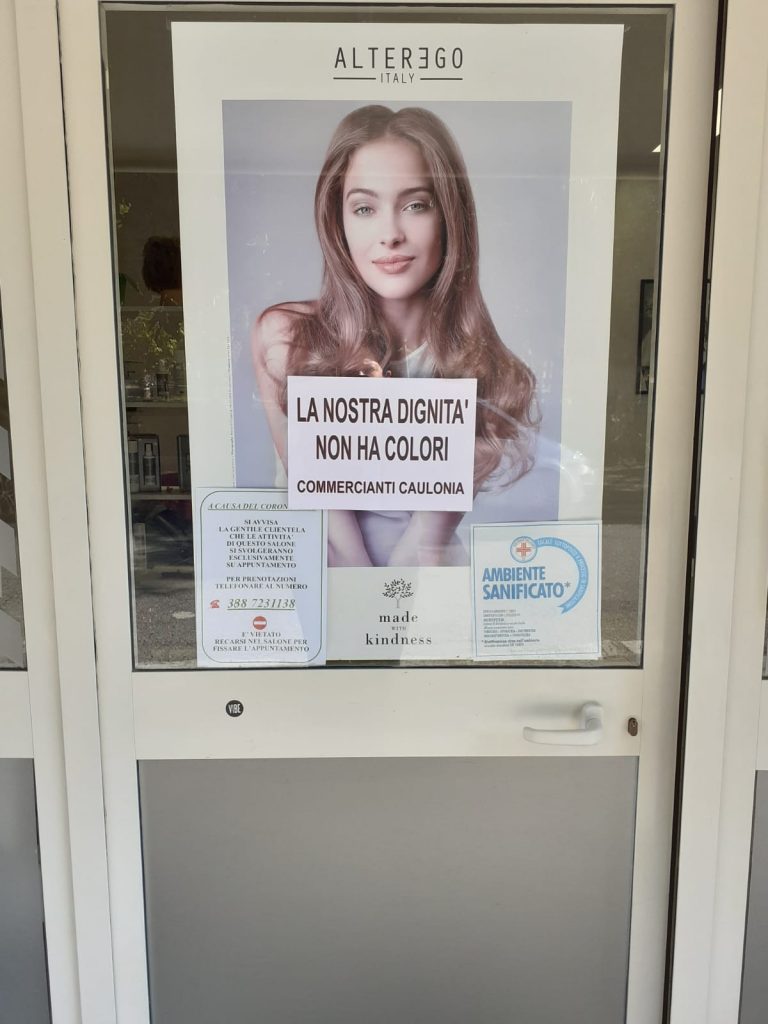 ALTERƎGO
ITALY
LA NOSTRA DIGNITA'
NON HA COLORI
COMMERCIANTI CAULONIA
A CAUSA DEL CORON
SI AVVISA
LA GENTILE CLIENTELA
CHE LE ATTIVITA'
DI QUESTO SALONE
SI SVOLGERANNO
ESCLUSIVAMENTE
SU APPUNTAMENTO
PER PRENOTAZIONI
TELEFONARE AL NUMERO
388 7231138
E' VIETATO
RECARSI NEL SALONE PER
FISSARE L'APPUNTAMENTO
made
WITH
kindness
AMBIENTE
SANIFICATO*
VIBE